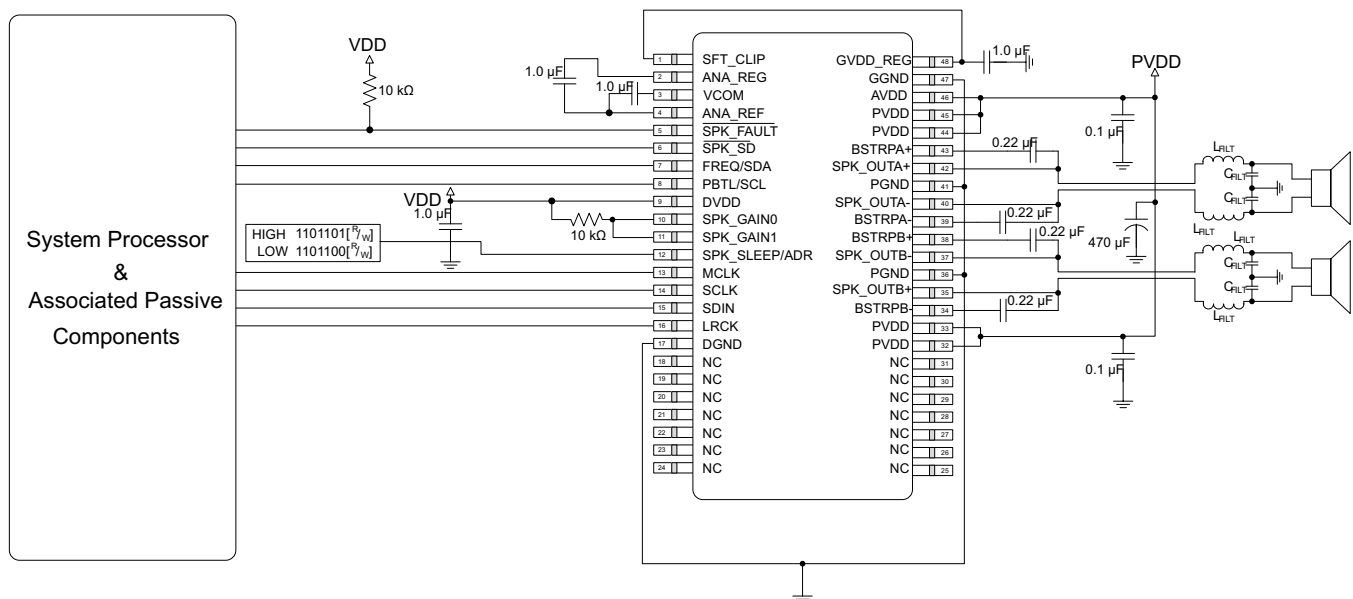 System Processor
&
Associated Passive
Components
VDD
10 kΩ
1.0 µF
1.0 µF
VDD
1.0 µF
10 kΩ
HIGH 1101101[R/W]
LOW 1101100[R/W]
1 SFT_CLIP
2 ANA_REG
3 VCOM
4 ANA_REF
5 SPK_FAULT
6 SPK_SD
7 FREQ/SDA
8 PBTL/SCL
9 DVDD
10 SPK_GAIN0
11 SPK_GAIN1
12 SPK_SLEEP/ADR
13 MCLK
14 SCLK
15 SDIN
16 LRCK
17 DGND
18 NC
19 NC
20 NC
21 NC
22 NC
23 NC
24 NC
GVDD_REG 48
GGND 47
AVDD 46
PVDD 45
PVDD 44
BSTRPA+ 43
SPK_OUTA+ 42
PGND 41
SPK_OUTA- 40
BSTRPA- 39
BSTRPB+ 38
SPK_OUTB- 37
PGND 36
SPK_OUTB+ 35
BSTRPB- 34
PVDD 33
PVDD 32
NC 31
NC 30
NC 29
NC 28
NC 27
NC 26
NC 25
1.0 µF
PVDD
0.1 µF
0.22 µF
0.22 µF
0.22 µF
0.22 µF
470 µF
0.1 µF
LFILT
CFILT
CFILT
LFILT
LFILT
CFILT
CFILT
LFILT